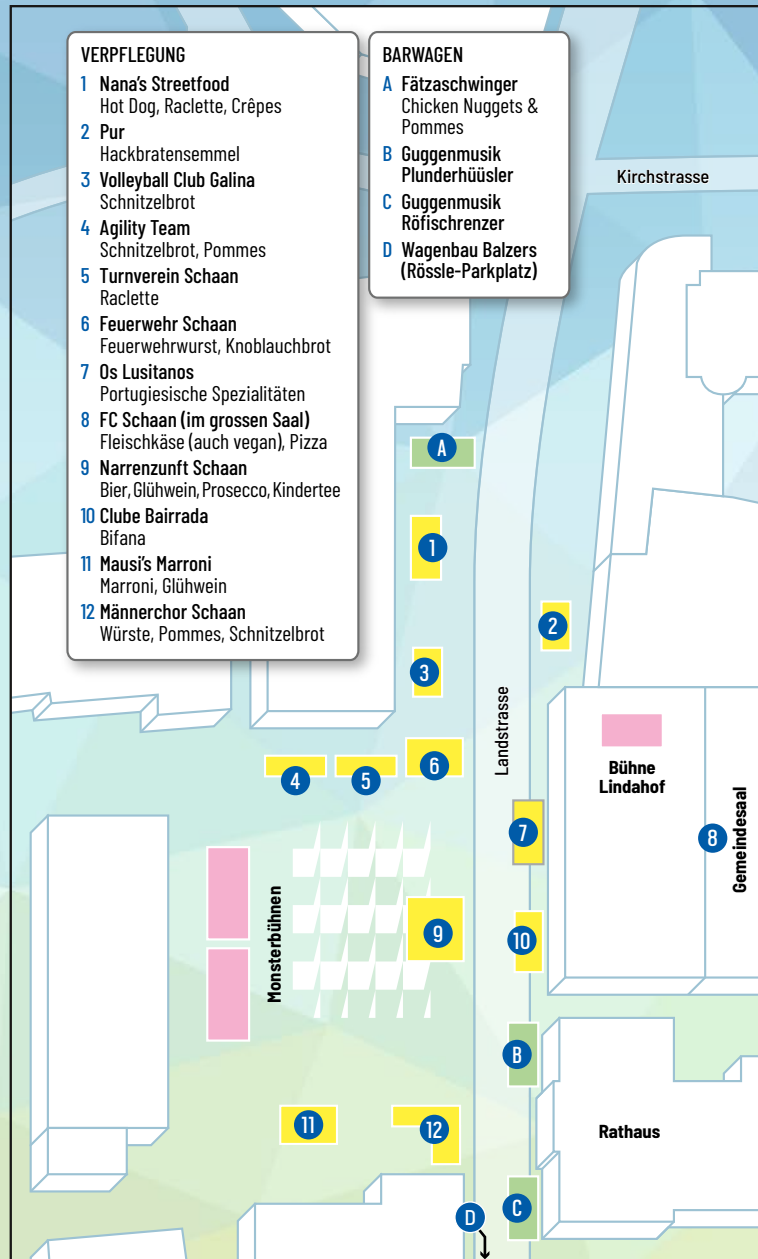 VERPFLEGUNG
1 Nana's Streetfood
Hot Dog, Raclette, Crêpes
2 Pur
Hackbratensemmel
3 Volleyball Club Galina
Schnitzelbrot
4 Agility Team
Schnitzelbrot, Pommes
5 Turnverein Schaan
Raclette
6 Feuerwehr Schaan
Feuerwehrwurst, Knoblauchbrot
7 Os Lusitanos
Portugiesische Spezialitäten
8 FC Schaan (im grossen Saal)
Fleischkäse (auch vegan), Pizza
9 Narrenzunft Schaan
Bier, Glühwein, Prosecco, Kindertee
10 Clube Bairrada
Bifana
11 Mausi's Marroni
Marroni, Glühwein
12 Männerchor Schaan
Würste, Pommes, Schnitzelbrot
BARWAGEN
A Fätzaschwinger
Chicken Nuggets &
Pommes
B Guggenmusik
Plunderhüüsler
C Guggenmusik
Röfischrenzer
D Wagenbau Balzers
(Rössle-Parkplatz)
Kirchstrasse
A
1
2
3
Landstrasse
6
4
5
Bühne
Lindahof
7
8
Gemeindesaal
Monsterbühnen
9
10
B
11
12
Rathaus
C
D